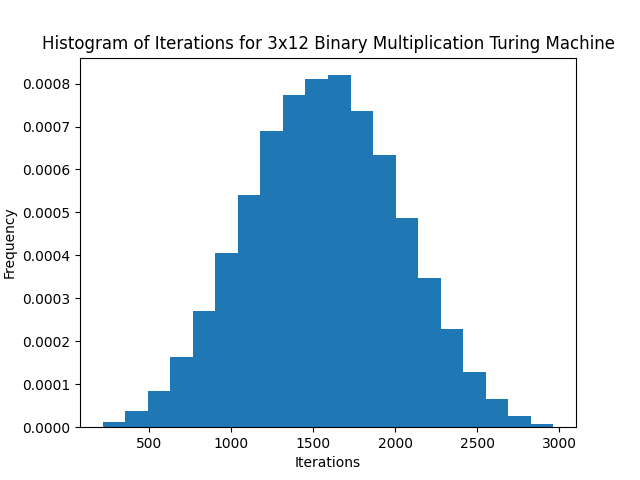 Histogram of Iterations for 3x12 Binary Multiplication Turing Machine
0.0008
0.0007
0.0006
0.0005
0.0004
0.0003
0.0002
0.0001
0.0000
Frequency
500 1000 1500 2000 2500 3000
Iterations